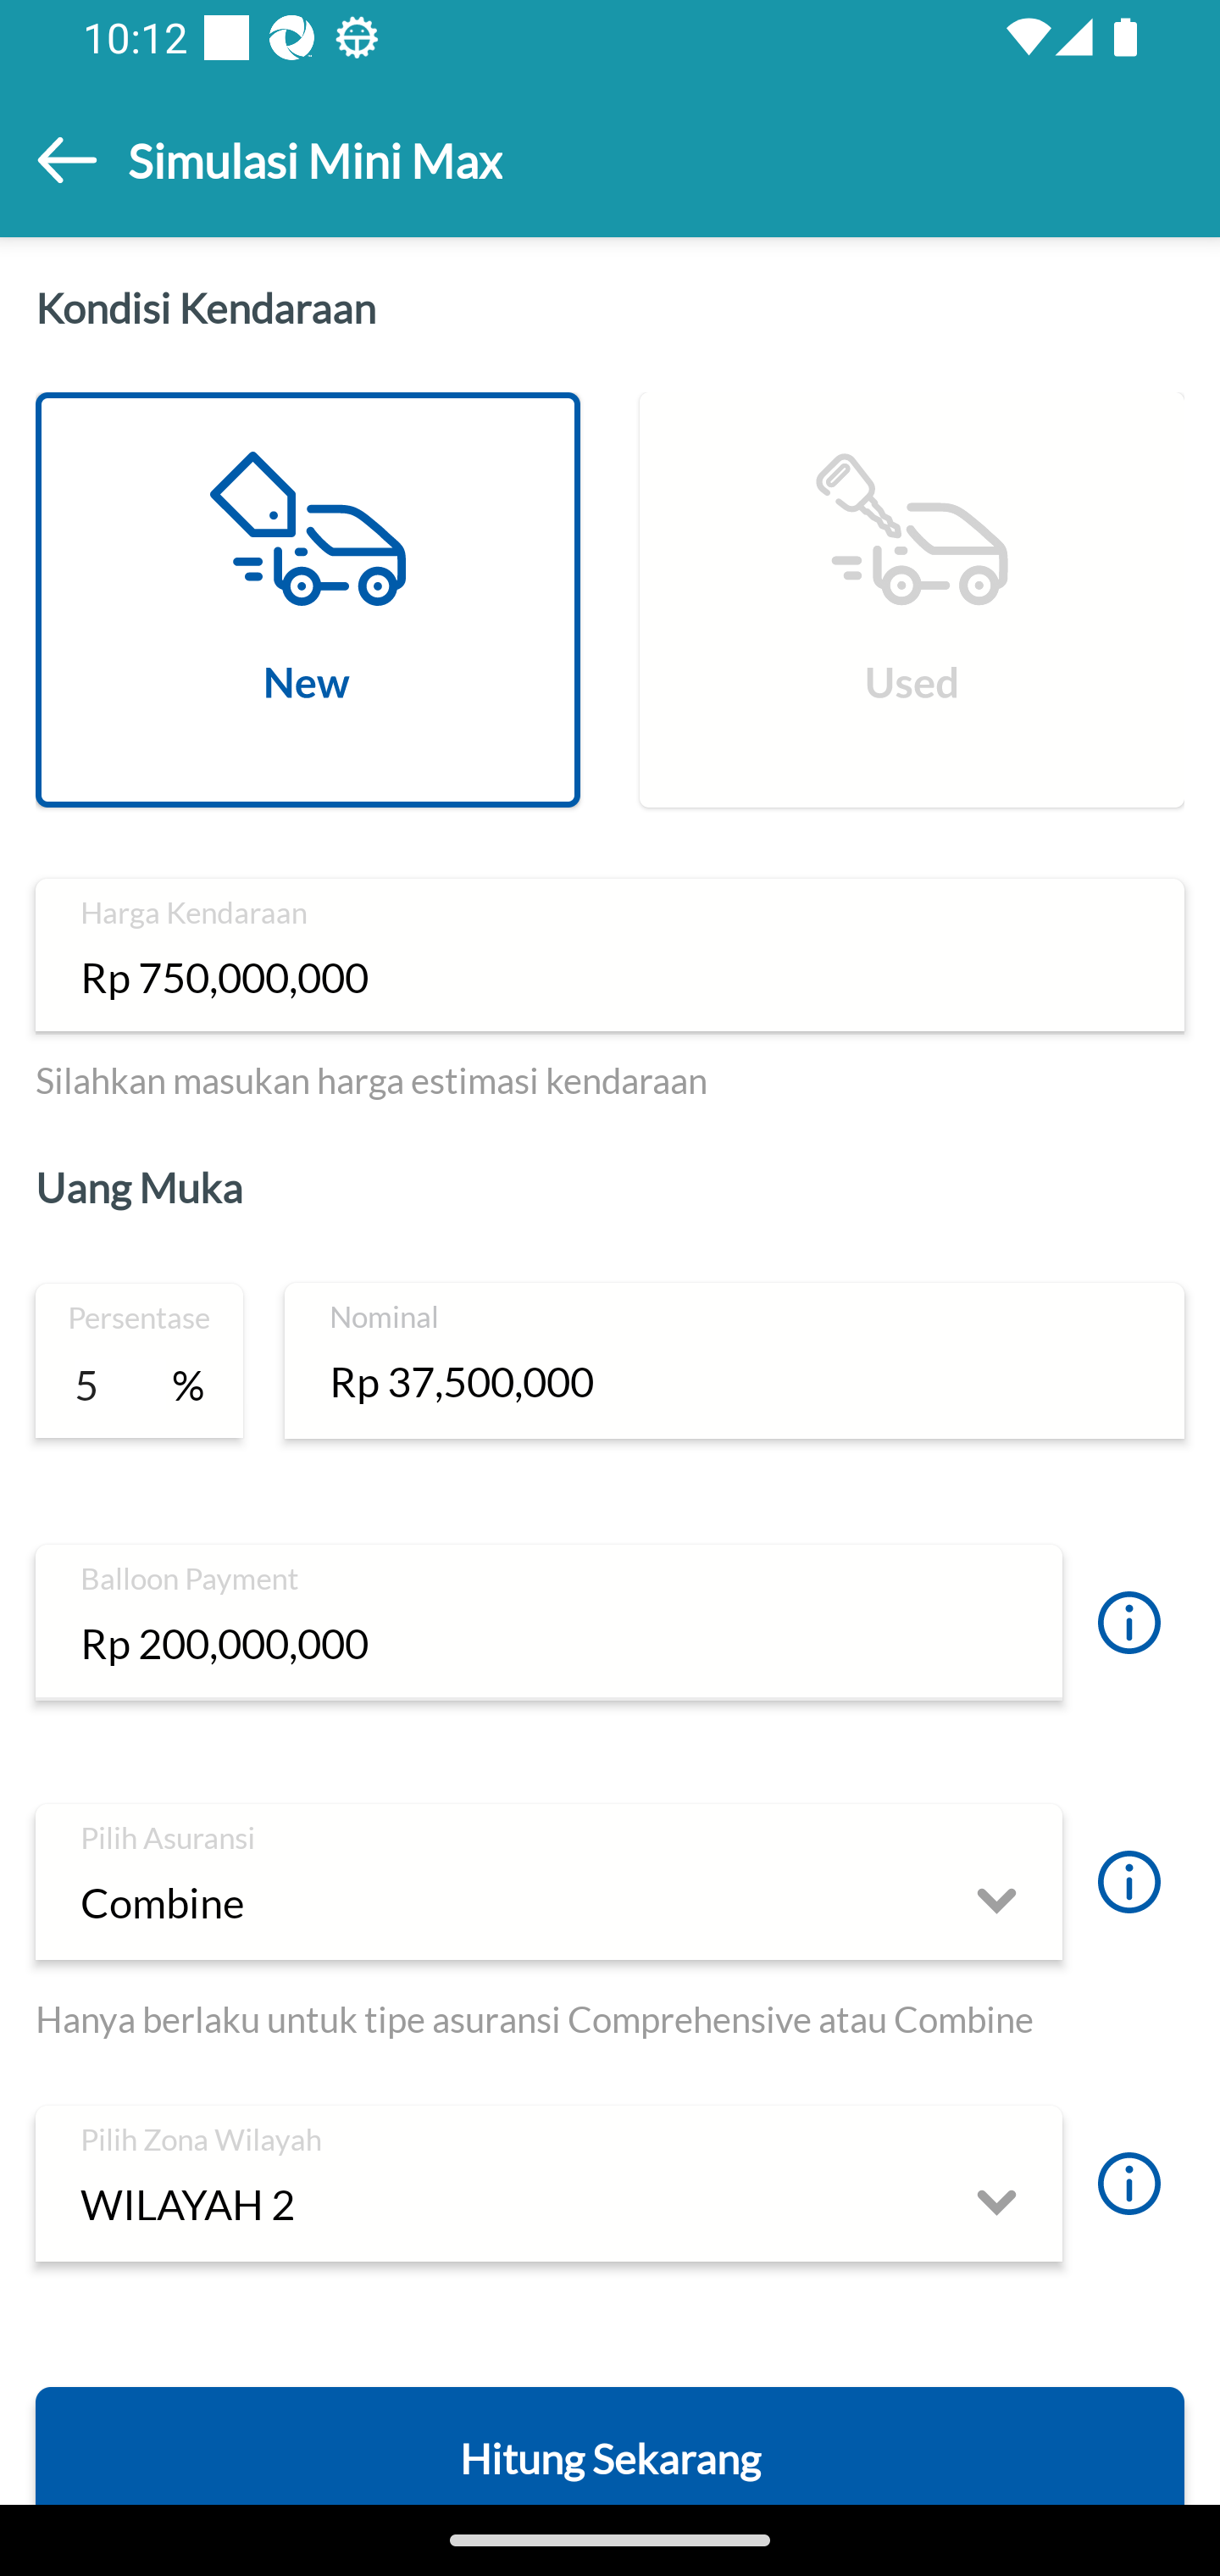 10:12
Simulasi Mini Max
Kondisi Kendaraan
New
Used
Harga Kendaraan
Rp 750,000,000
Silahkan masukan harga estimasi kendaraan
Uang Muka
Persentase
5 %
Nominal
Rp 37,500,000
Balloon Payment
Rp 200,000,000
Pilih Asuransi
Combine
Hanya berlaku untuk tipe asuransi Comprehensive atau Combine
Pilih Zona Wilayah
WILAYAH 2
Hitung Sekarang